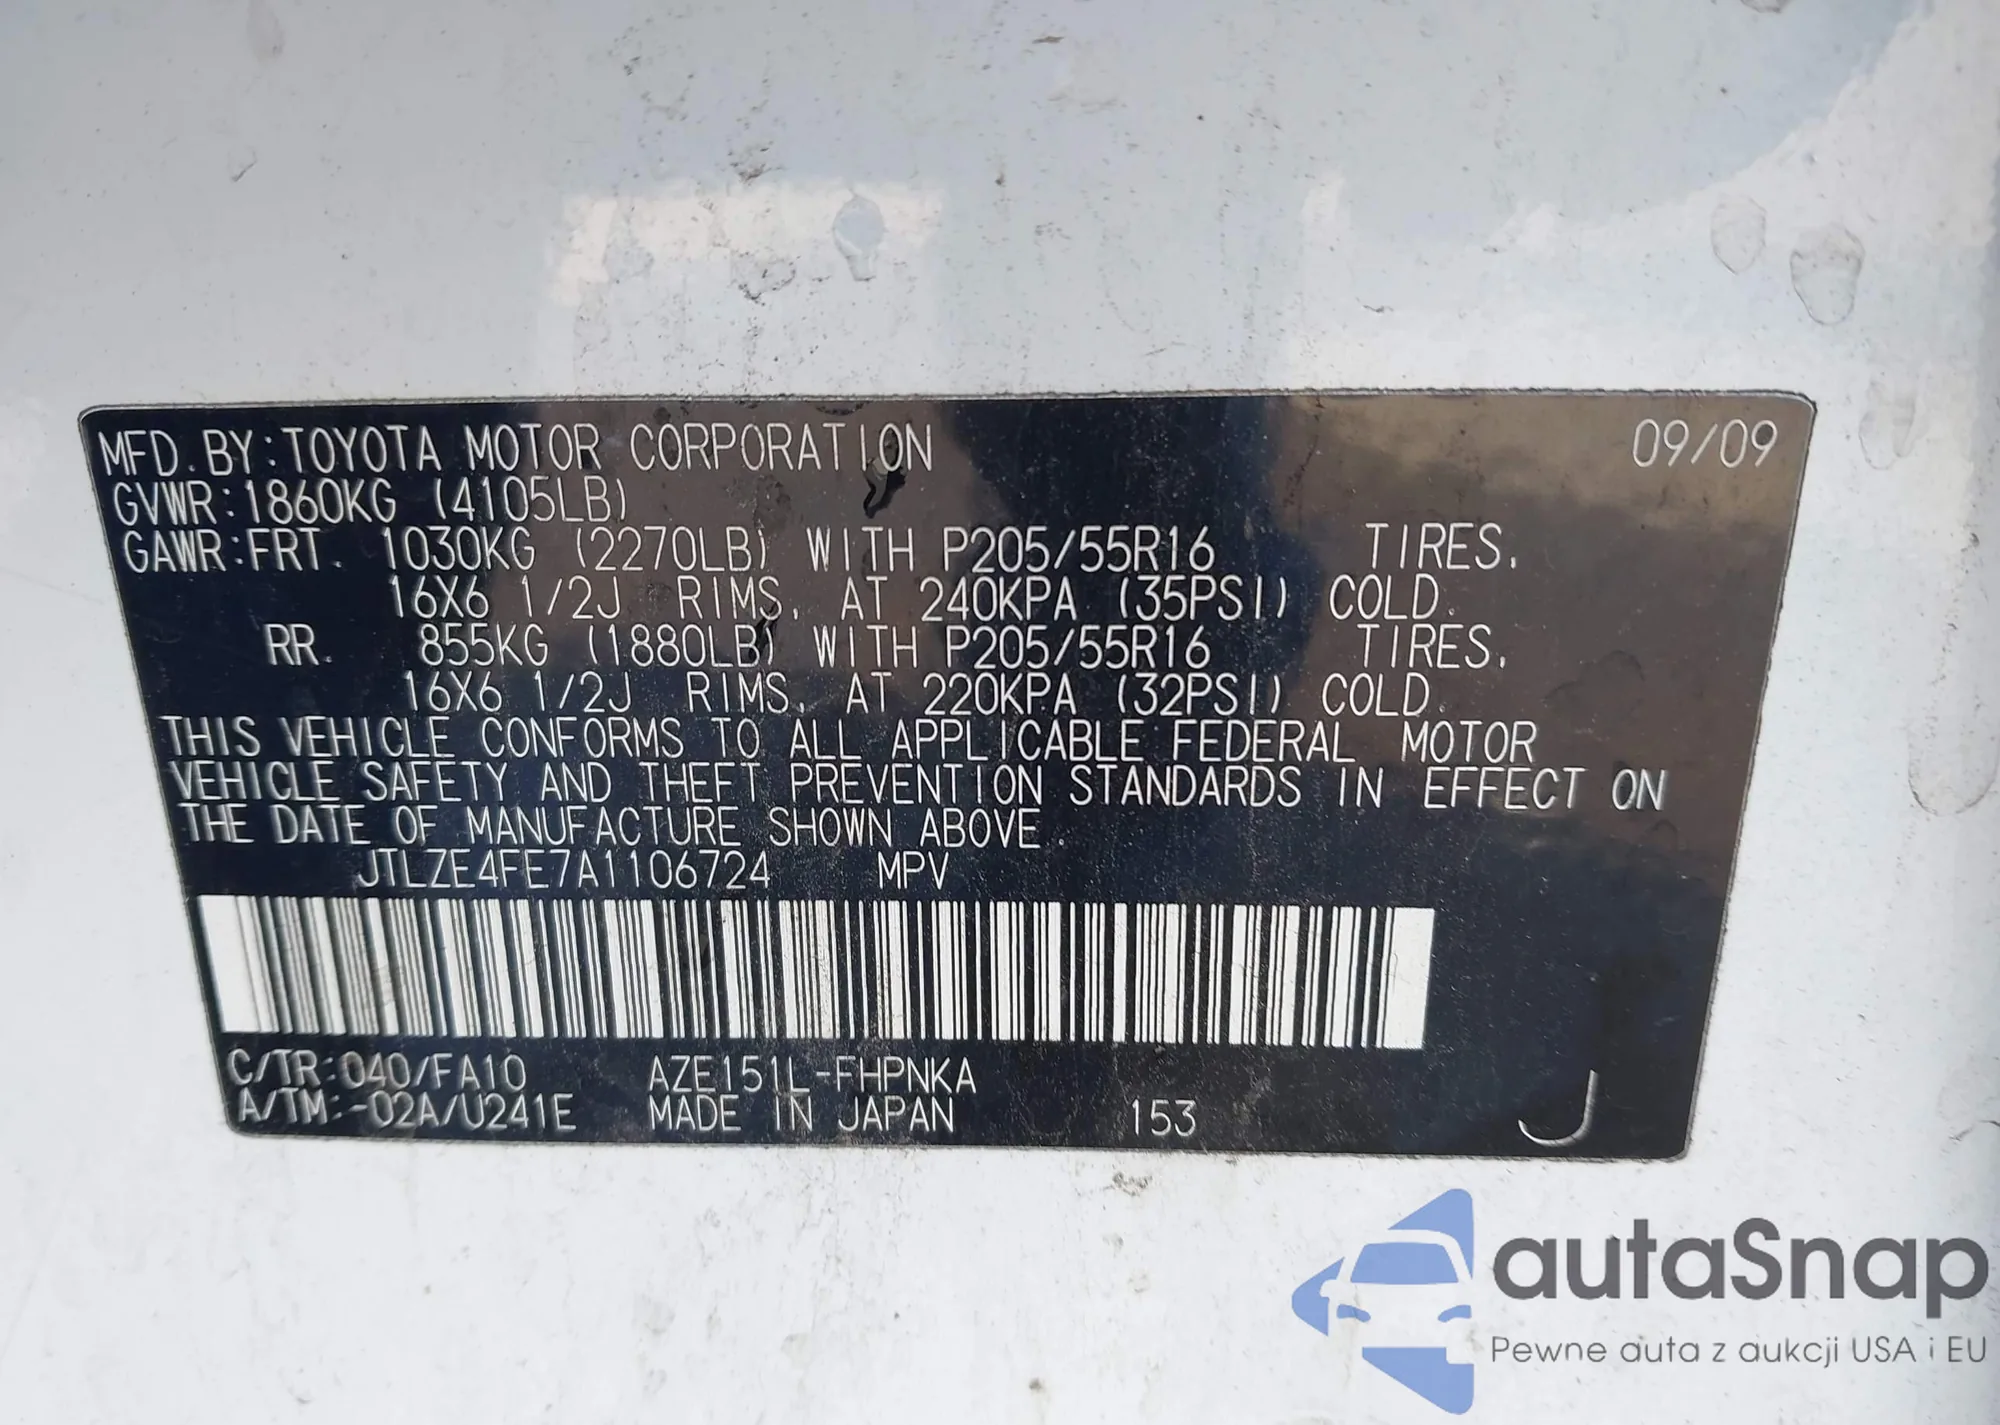 MFD. BY: TOYOTA MOTOR CORPORATION 09/09
GVWR: 1860KG (4105LB)
GAWR: FRT. 1030KG (2270LB) WITH P205/55R16 TIRES.
16X6 1/2J RIMS, AT 240KPA (35PSI) COLD.
RR. 855KG (1880LB) WITH P205/55R16 TIRES,
16X6 1/2J RIMS, AT 220KPA (32PSI) COLD.
THIS VEHICLE CONFORMS TO ALL APPLICABLE FEDERAL MOTOR
VEHICLE SAFETY AND THEFT PREVENTION STANDARDS IN EFFECT ON
THE DATE OF MANUFACTURE SHOWN ABOVE.
JTLZE4FE7A1106724 MPV
C/TR: 040/FA10 AZE151L-FHPNKA
A/TM: -02A/U241E MADE IN JAPAN 153 J
autaSnap
Pewne auta z aukcji USA i EU